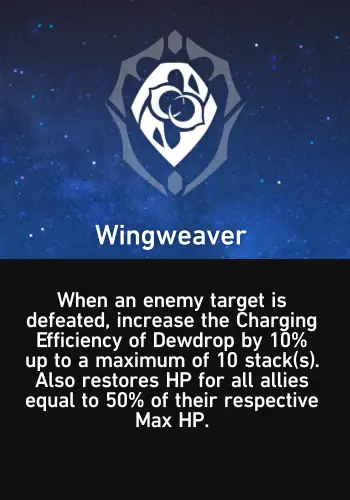 Wingweaver
When an enemy target is
defeated, increase the Charging
Efficiency of Dewdrop by 10%
up to a maximum of 10 stack(s).
Also restores HP for all allies
equal to 50% of their respective
Max HP.